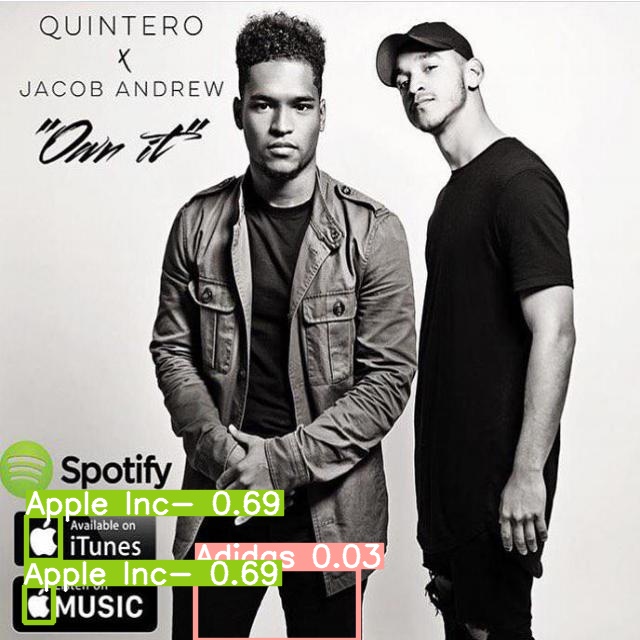 QUINTERO
X
JACOB ANDREW
"Own it"
Spotify
Apple Inc- 0.69
Available on
iTunes
Adidas 0.03
Apple Inc- 0.69
MUSIC